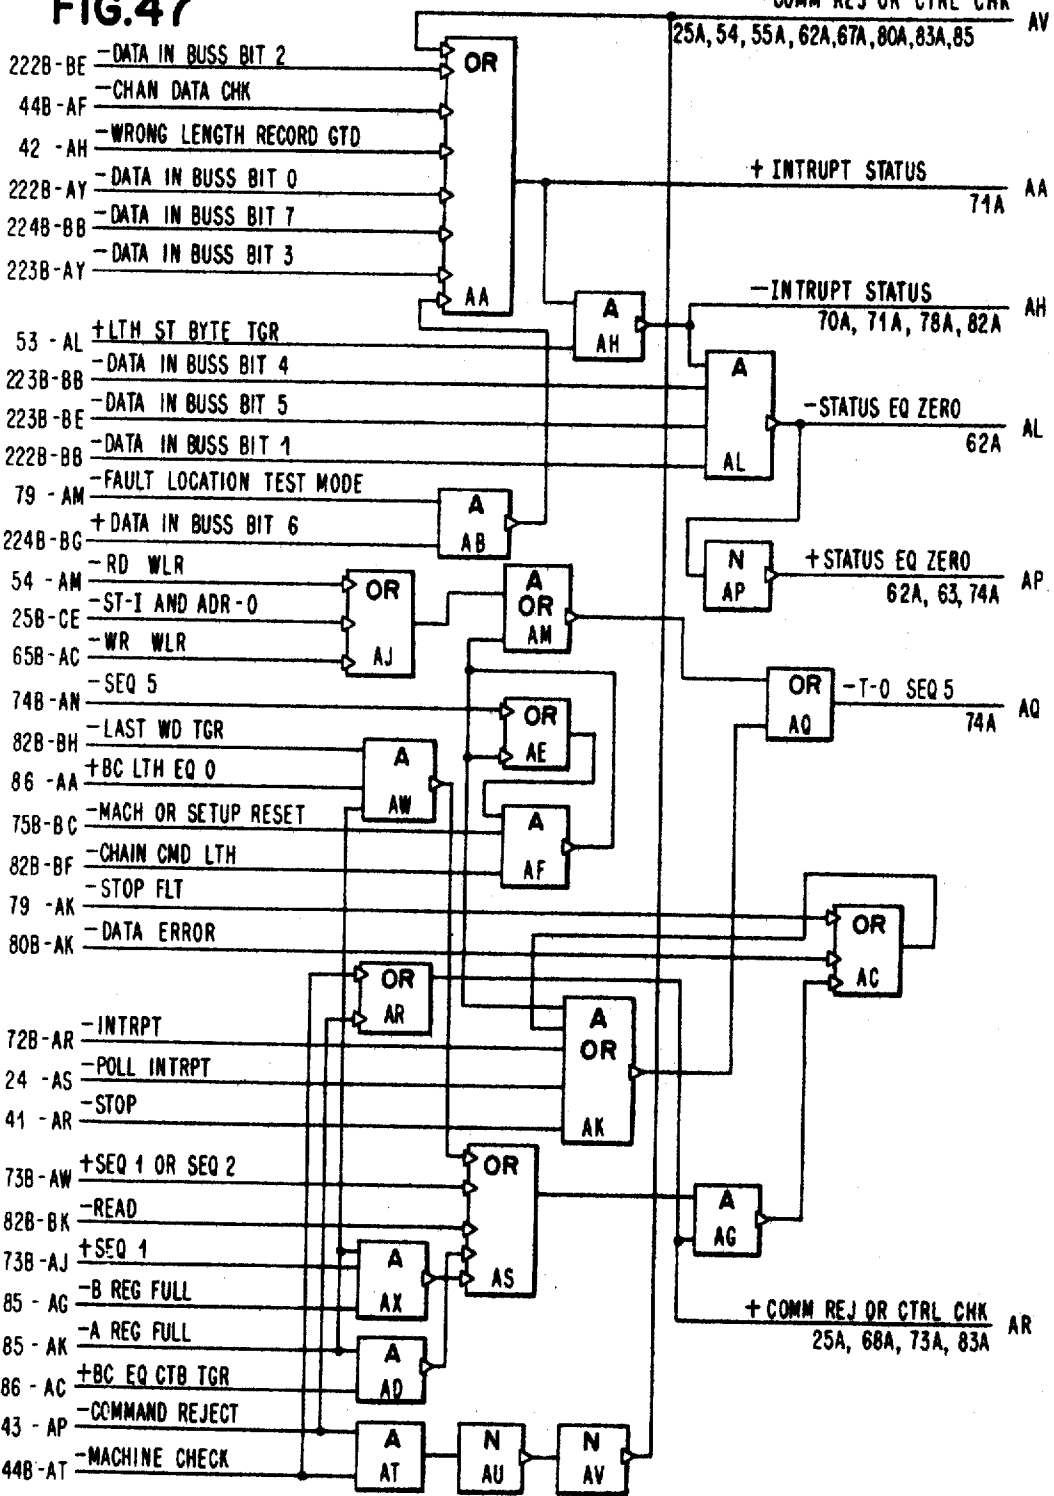 FIG.47
COMM REJ OR CTRL CHK AV
25A, 54, 55A, 62A, 67A, 80A, 83A, 85
222B-BE -DATA IN BUSS BIT 2
OR
44B-AF -CHAN DATA CHK
42 -AH -WRONG LENGTH RECORD GTD
222B-AY -DATA IN BUSS BIT 0
+INTRUPT STATUS AA
71A
224B-BB -DATA IN BUSS BIT 7
223B-AY -DATA IN BUSS BIT 3
AA
-INTRUPT STATUS AH
70A, 71A, 78A, 82A
A
AH
53 -AL +LTH ST BYTE TGR
223B-BB -DATA IN BUSS BIT 4
A
223B-BE -DATA IN BUSS BIT 5
-STATUS EQ ZERO AL
62A
222B-BB -DATA IN BUSS BIT 1
AL
79 -AM -FAULT LOCATION TEST MODE
A
224B-BG +DATA IN BUSS BIT 6
AB
N
AP
+STATUS EQ ZERO AP
62A, 63, 74A
54 -AM -RD WLR
OR
A
OR
AM
25B-CE -ST-I AND ADR-O
65B-AC -WR WLR
AJ
74B-AN -SEQ 5
OR
AE
OR
AQ
-T-O SEQ 5 AQ
74A
82B-BH -LAST WD TGR
A
86 -AA +BC LTH EQ 0
AW
75B-BC -MACH OR SETUP RESET
A
82B-BF -CHAIN CMD LTH
AF
79 -AK -STOP FLT
OR
80B-AK -DATA ERROR
AC
OR
AR
72B-AR -INTRPT
A
OR
24 -AS -POLL INTRPT
41 -AR -STOP
AK
73B-AW +SEQ 1 OR SEQ 2
OR
82B-BK -READ
A
AG
73B-AJ +SEQ 1
A
AS
85 -AG -B REG FULL
AX
+COMM REJ OR CTRL CHK AR
25A, 68A, 73A, 83A
85 -AK -A REG FULL
A
86 -AC +BC EQ CTB TGR
AD
43 -AP -COMMAND REJECT
A
N
N
44B-AT -MACHINE CHECK
AT
AU
AV